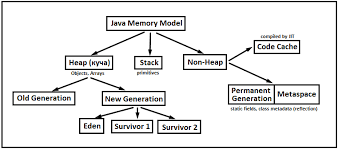 Java Memory Model
compiled by JIT
Code Cache
Heap (куча)
Stack
Non-Heap
Objects, Arrays
primitives
Permanent
Generation
Metaspace
static fields, class metadata (reflection)
Old Generation
New Generation
Eden
Survivor 1
Survivor 2